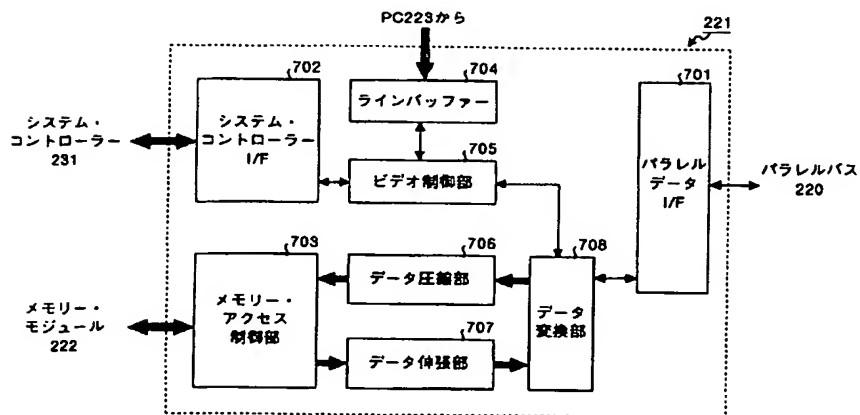 PC223から
221
702
システム・
コントローラー
I/F
704
ラインバッファー
701
パラレル
データ
I/F
システム・
コントローラー
231
705
ビデオ制御部
パラレルバス
220
703
メモリー・
アクセス
制御部
706
データ圧縮部
708
データ
変換部
メモリー・
モジュール
222
707
データ伸張部